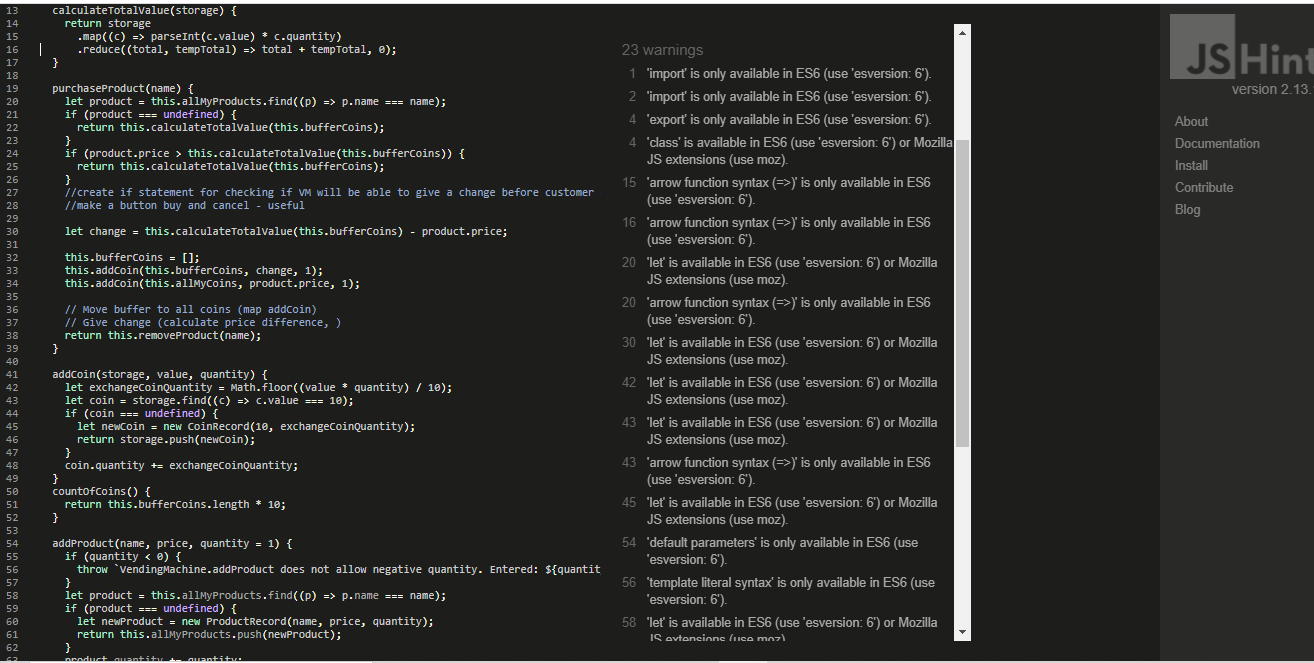 13 calculateTotalValue(storage) {
14 return storage
15 .map((c) => parseInt(c.value) * c.quantity)
16 .reduce((total, tempTotal) => total + tempTotal, 0);
17 }
18
19 purchaseProduct(name) {
20 let product = this.allMyProducts.find((p) => p.name === name);
21 if (product === undefined) {
22 return this.calculateTotalValue(this.bufferCoins);
23 }
24 if (product.price > this.calculateTotalValue(this.bufferCoins)) {
25 return this.calculateTotalValue(this.bufferCoins);
26 }
27 //create if statement for checking if VM will be able to give a change before customer
28 //make a button buy and cancel - useful
29
30 let change = this.calculateTotalValue(this.bufferCoins) - product.price;
31
32 this.bufferCoins = [];
33 this.addCoin(this.bufferCoins, change, 1);
34 this.addCoin(this.allMyCoins, product.price, 1);
35
36 // Move buffer to all coins (map addCoin)
37 // Give change (calculate price difference, )
38 return this.removeProduct(name);
39 }
40
41 addCoin(storage, value, quantity) {
42 let exchangeCoinQuantity = Math.floor((value * quantity) / 10);
43 let coin = storage.find((c) => c.value === 10);
44 if (coin === undefined) {
45 let newCoin = new CoinRecord(10, exchangeCoinQuantity);
46 return storage.push(newCoin);
47 }
48 coin.quantity += exchangeCoinQuantity;
49 }
50 countOfCoins() {
51 return this.bufferCoins.length * 10;
52 }
53
54 addProduct(name, price, quantity = 1) {
55 if (quantity < 0) {
56 throw `VendingMachine.addProduct does not allow negative quantity. Entered: ${quantit
57 }
58 let product = this.allMyProducts.find((p) => p.name === name);
59 if (product === undefined) {
60 let newProduct = new ProductRecord(name, price, quantity);
61 return this.allMyProducts.push(newProduct);
62 }
63 product.quantity += quantity;
23 warnings
1 'import' is only available in ES6 (use 'esversion: 6').
2 'import' is only available in ES6 (use 'esversion: 6').
4 'export' is only available in ES6 (use 'esversion: 6').
4 'class' is available in ES6 (use 'esversion: 6') or Mozilla
JS extensions (use moz).
15 'arrow function syntax (=>)' is only available in ES6
(use 'esversion: 6').
16 'arrow function syntax (=>)' is only available in ES6
(use 'esversion: 6').
20 'let' is available in ES6 (use 'esversion: 6') or Mozilla
JS extensions (use moz).
20 'arrow function syntax (=>)' is only available in ES6
(use 'esversion: 6').
30 'let' is available in ES6 (use 'esversion: 6') or Mozilla
JS extensions (use moz).
42 'let' is available in ES6 (use 'esversion: 6') or Mozilla
JS extensions (use moz).
43 'let' is available in ES6 (use 'esversion: 6') or Mozilla
JS extensions (use moz).
43 'arrow function syntax (=>)' is only available in ES6
(use 'esversion: 6').
45 'let' is available in ES6 (use 'esversion: 6') or Mozilla
JS extensions (use moz).
54 'default parameters' is only available in ES6 (use
'esversion: 6').
56 'template literal syntax' is only available in ES6 (use
'esversion: 6').
58 'let' is available in ES6 (use 'esversion: 6') or Mozilla
JS extensions (use moz)
JSHint
version 2.13.
About
Documentation
Install
Contribute
Blog